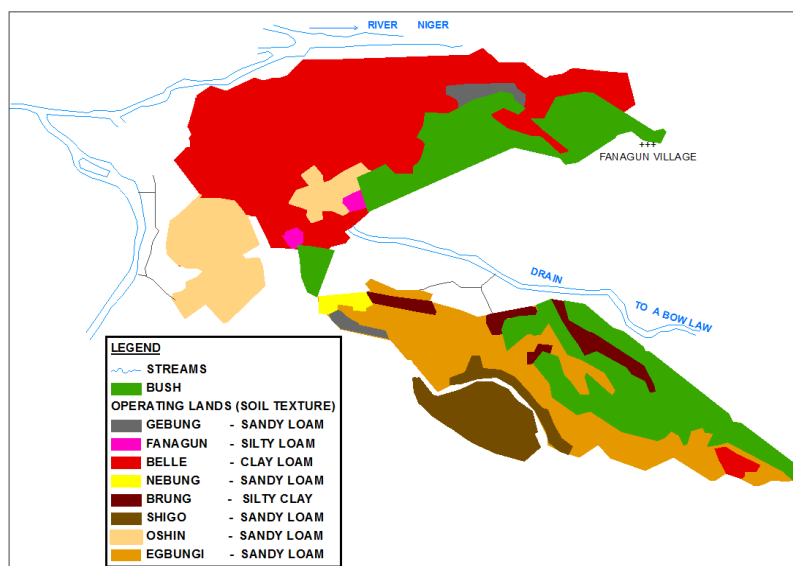 RIVER NIGER
+++
FANAGUN VILLAGE
DRAIN
TO A BOW LAW
LEGEND
STREAMS
BUSH
OPERATING LANDS (SOIL TEXTURE)
GEBUNG - SANDY LOAM
FANAGUN - SILTY LOAM
BELLE - CLAY LOAM
NEBUNG - SANDY LOAM
BRUNG - SILTY CLAY
SHIGO - SANDY LOAM
OSHIN - SANDY LOAM
EGBUNGI - SANDY LOAM